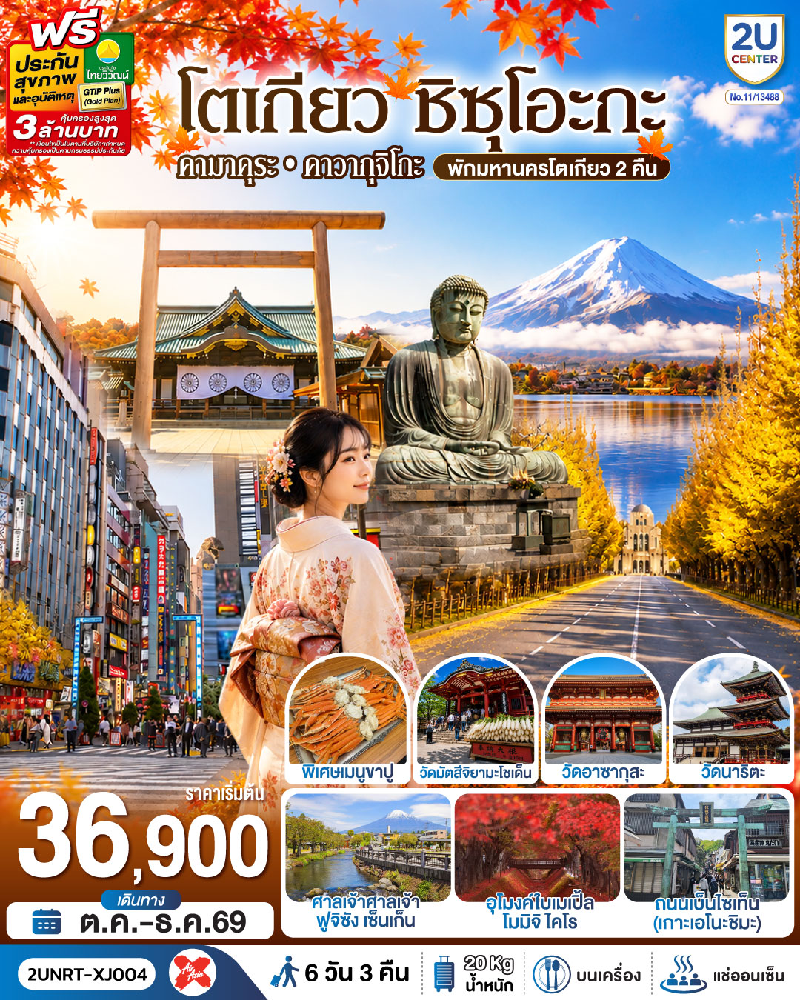 ฟรี
ประกัน
สุขภาพ
และอุบัติเหตุ
ประกันภัย
ไทยวิวัฒน์
GTIP Plus
(Gold Plan)
คุ้มครองสูงสุด
3 ล้านบาท
** เงื่อนไขเป็นไปตามที่บริษัทฯกำหนด
ความคุ้มครองเป็นตามกรมธรรม์ประกันภัย
2U
CENTER
No.11/13488
โตเกียว ชิซุโอะกะ
คามาคุระ • คาวากุจิโกะ
พักมหานครโตเกียว 2 คืน
พิเศษเมนูขาปู
วัดมัตสึจิยามะโชเด็น
วัดอาซากุสะ
วัดนาริตะ
ราคาเริ่มต้น
36,900
เดินทาง
ต.ค.-ธ.ค.69
ศาลเจ้าศาลเจ้า
ฟูจิซัง เซ็นเก็น
อุโมงค์ใบเมเปิ้ล
โมมิจิ ไคโร
ถนนเบ็นไซเท็น
(เกาะเอโนะชิมะ)
2UNRT-XJ004
Air
Asia
X
6 วัน 3 คืน
20 Kg
น้ำหนัก
บนเครื่อง
แช่ออนเซ็น